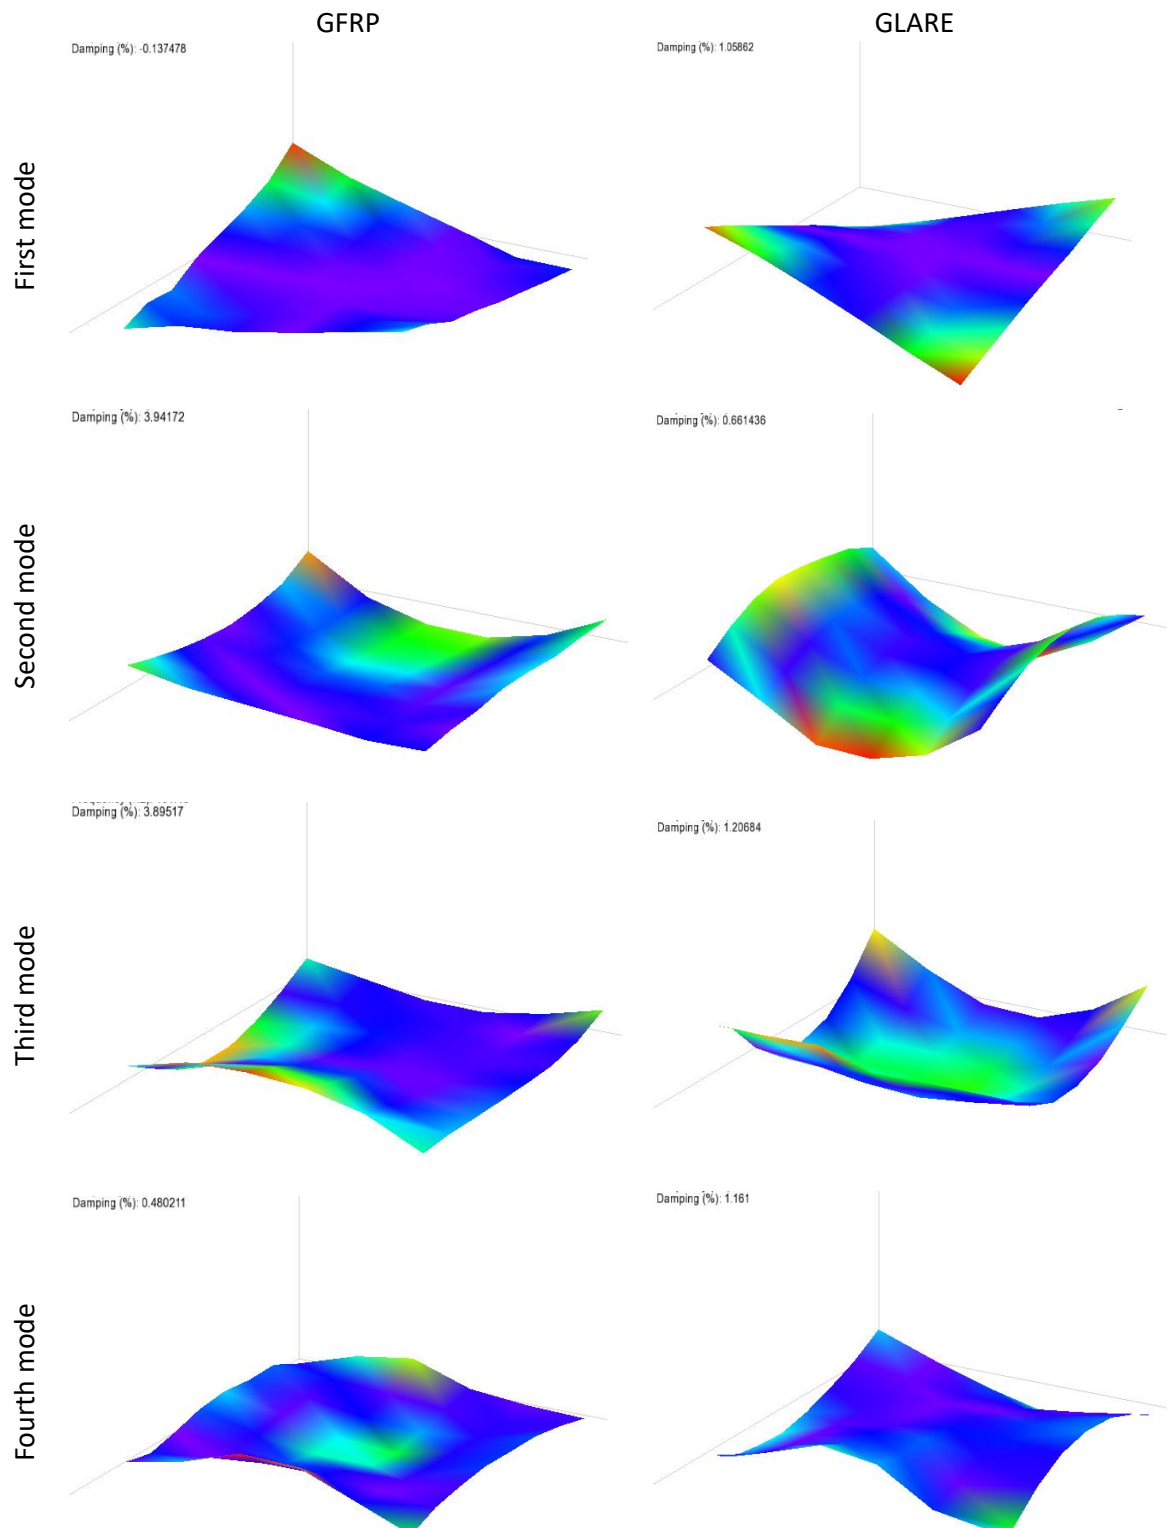 GFRP GLARE
Damping (%): -0.137478
Damping (%): 1.05862
First mode
Damping (%): 3.94172
Damping (%): 0.661436
Second mode
Damping (%): 3.89517
Damping (%): 1.20684
Third mode
Damping (%): 0.480211
Damping (%): 1.161
Fourth mode